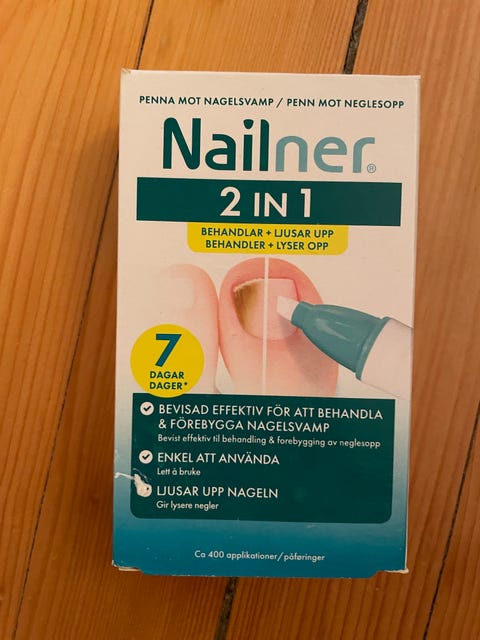 PENNA MOT NAGELSVAMP / PENN MOT NEGLESOPP
Nailner®
2 IN 1
BEHANDLAR + LJUSAR UPP
BEHANDLER + LYSER OPP
7
DAGAR
DAGER*
BEVISAD EFFEKTIV FÖR ATT BEHANDLA
& FÖREBYGGA NAGELSVAMP
Bevist effektiv til behandling & forebygging av neglesopp
ENKEL ATT ANVÄNDA
Lett å bruke
LJUSAR UPP NAGELN
Gir lysere negler
Ca 400 applikationer/påføringer